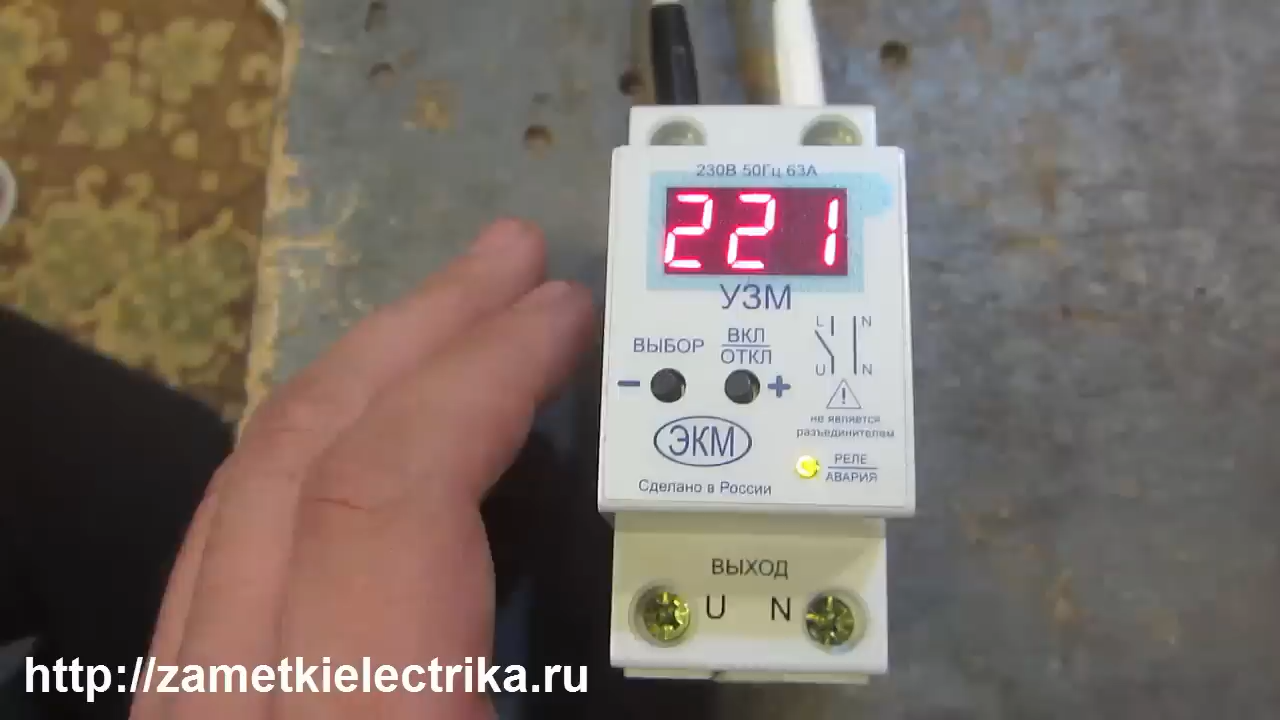 230В 50Гц 63А
221
УЗМ
ВЫБОР
ВКЛ
ОТКЛ
L N
U N
− +
!
не является
разъединителем
ЭКМ
РЕЛЕ
АВАРИЯ
Сделано в России
ВЫХОД
U N
http://zametkielectrika.ru